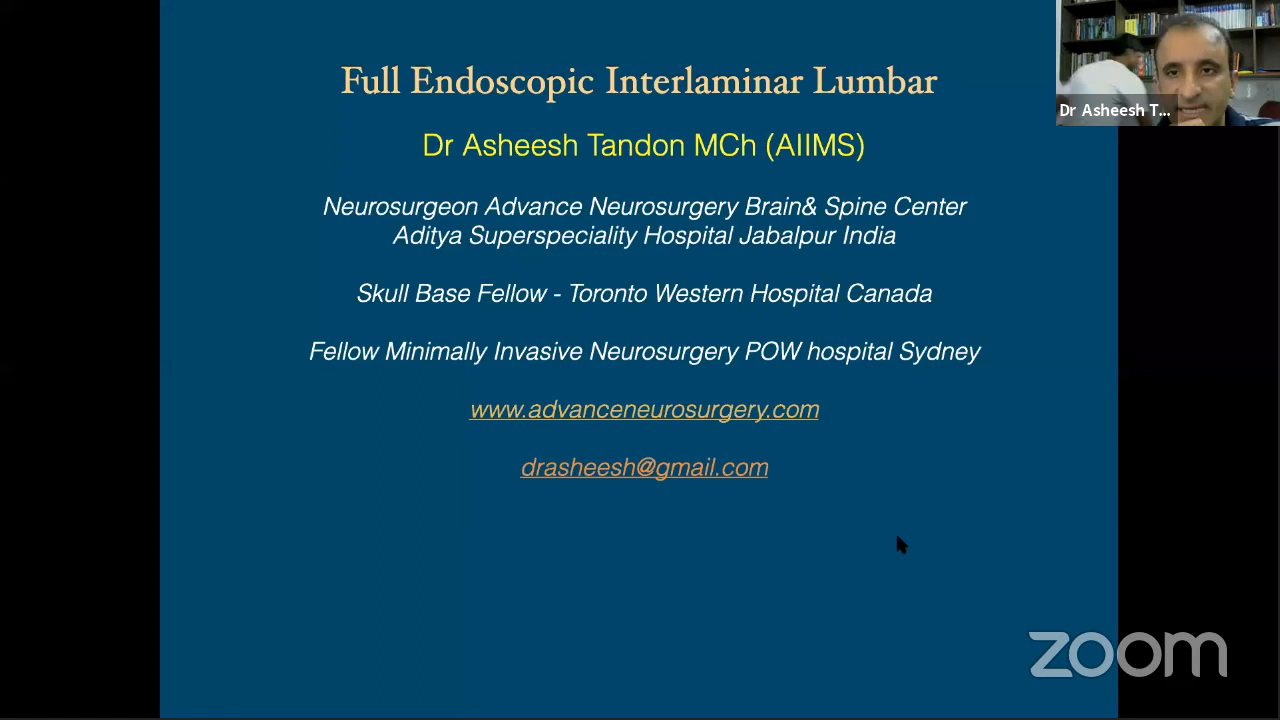 Full Endoscopic Interlaminar Lumbar
Dr Asheesh Tandon MCh (AIIMS)
Neurosurgeon Advance Neurosurgery Brain& Spine Center
Aditya Superspeciality Hospital Jabalpur India
Skull Base Fellow - Toronto Western Hospital Canada
Fellow Minimally Invasive Neurosurgery POW hospital Sydney
www.advanceneurosurgery.com
drasheesh@gmail.com
Dr Asheesh T...
zoom